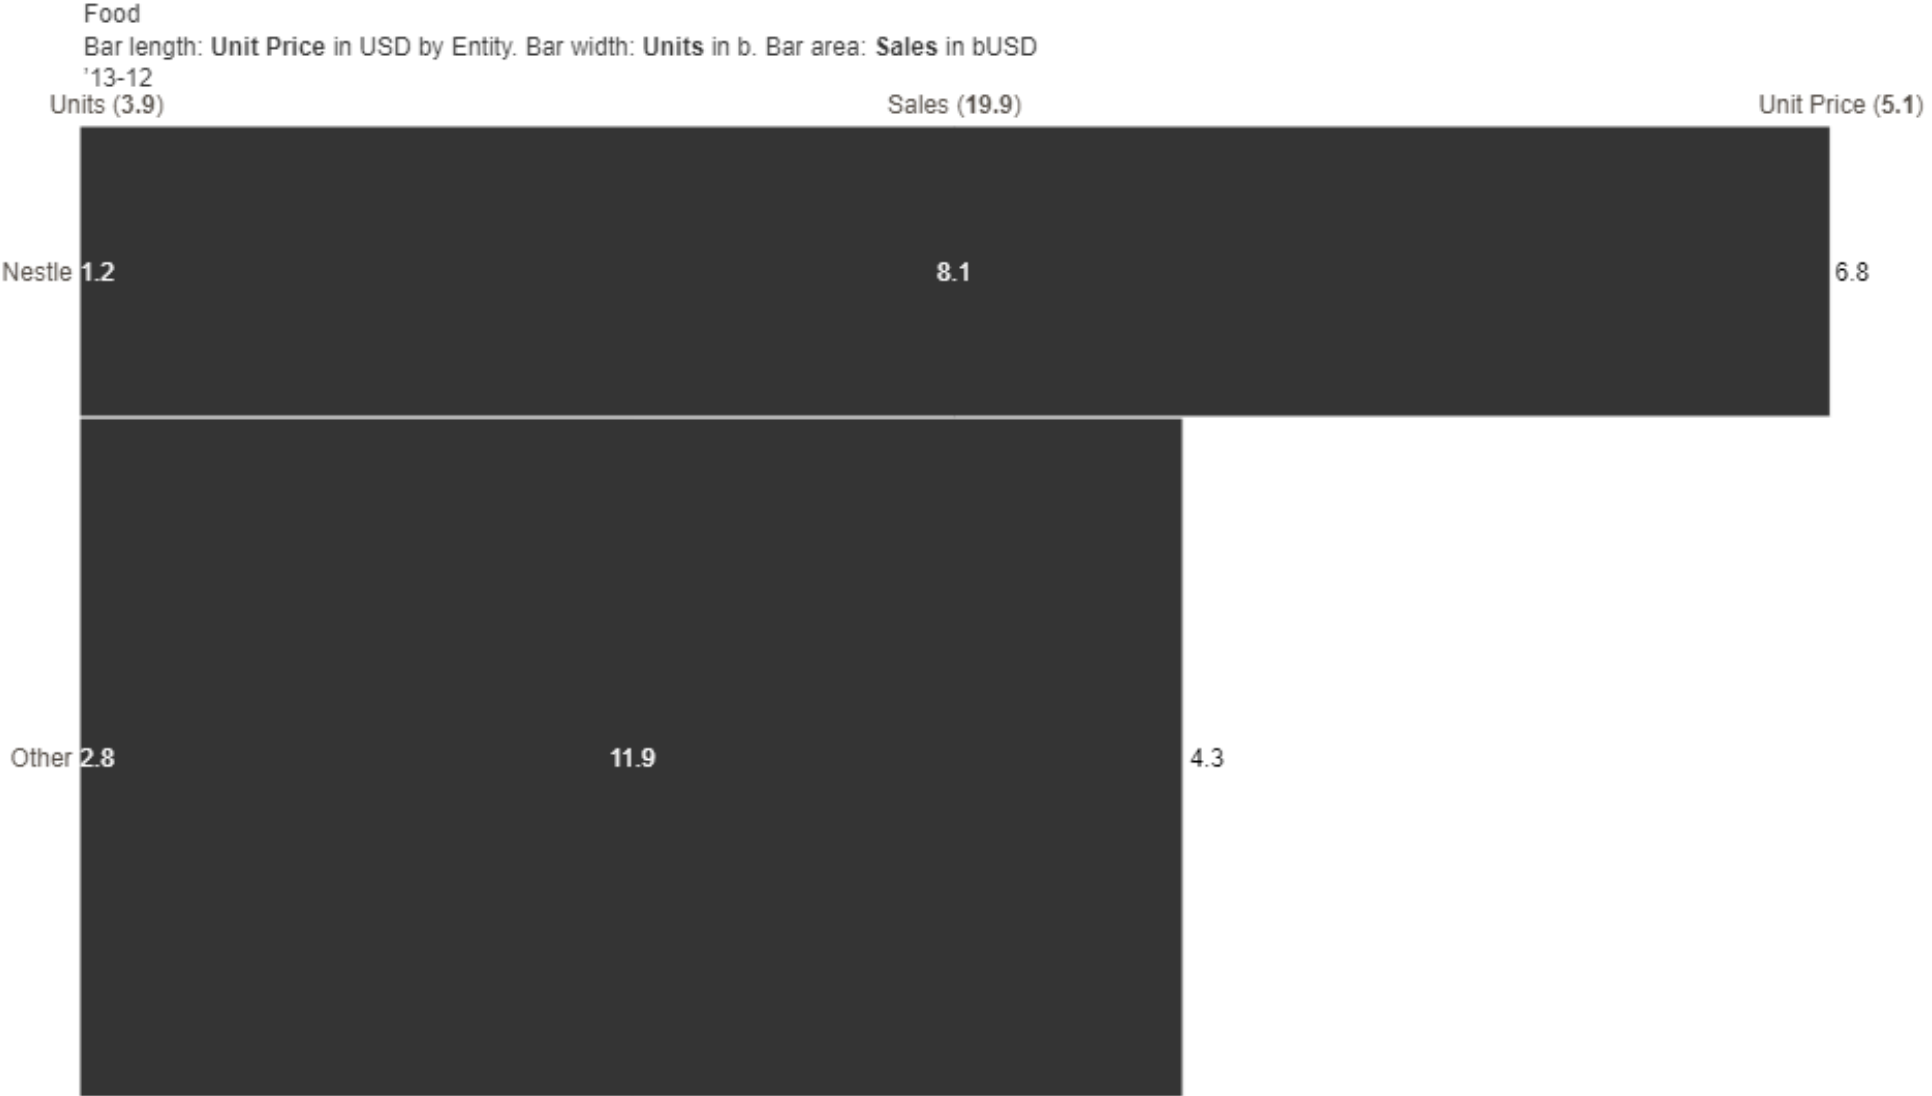 Food
Bar length: Unit Price in USD by Entity. Bar width: Units in b. Bar area: Sales in bUSD
'13-12
Units (3.9) Sales (19.9) Unit Price (5.1)
Nestle 1.2 8.1 6.8
Other 2.8 11.9 4.3